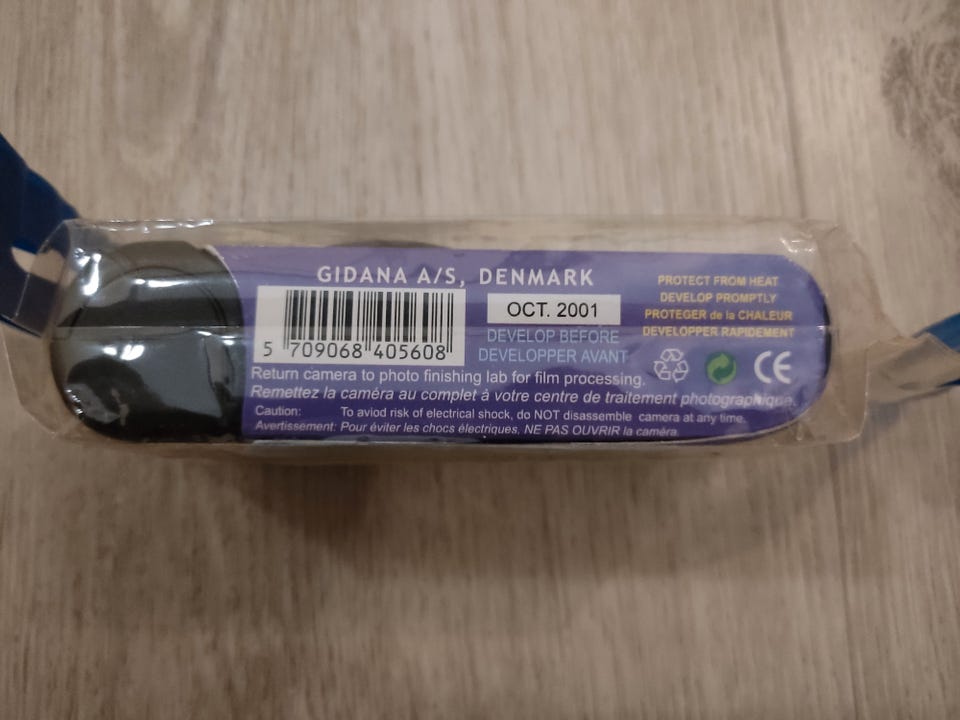 GIDANA A/S, DENMARK
5 709068 405608
OCT. 2001
DEVELOP BEFORE
DEVELOPPER AVANT
PROTECT FROM HEAT
DEVELOP PROMPTLY
PROTEGER de la CHALEUR
DEVELOPPER RAPIDEMENT
CE
Return camera to photo finishing lab for film processing.
Remettez la caméra au complet à votre centre de traitement photographique.
Caution: To aviod risk of electrical shock, do NOT disassemble camera at any time.
Avertissement: Pour éviter les chocs électriques, NE PAS OUVRIR la caméra.